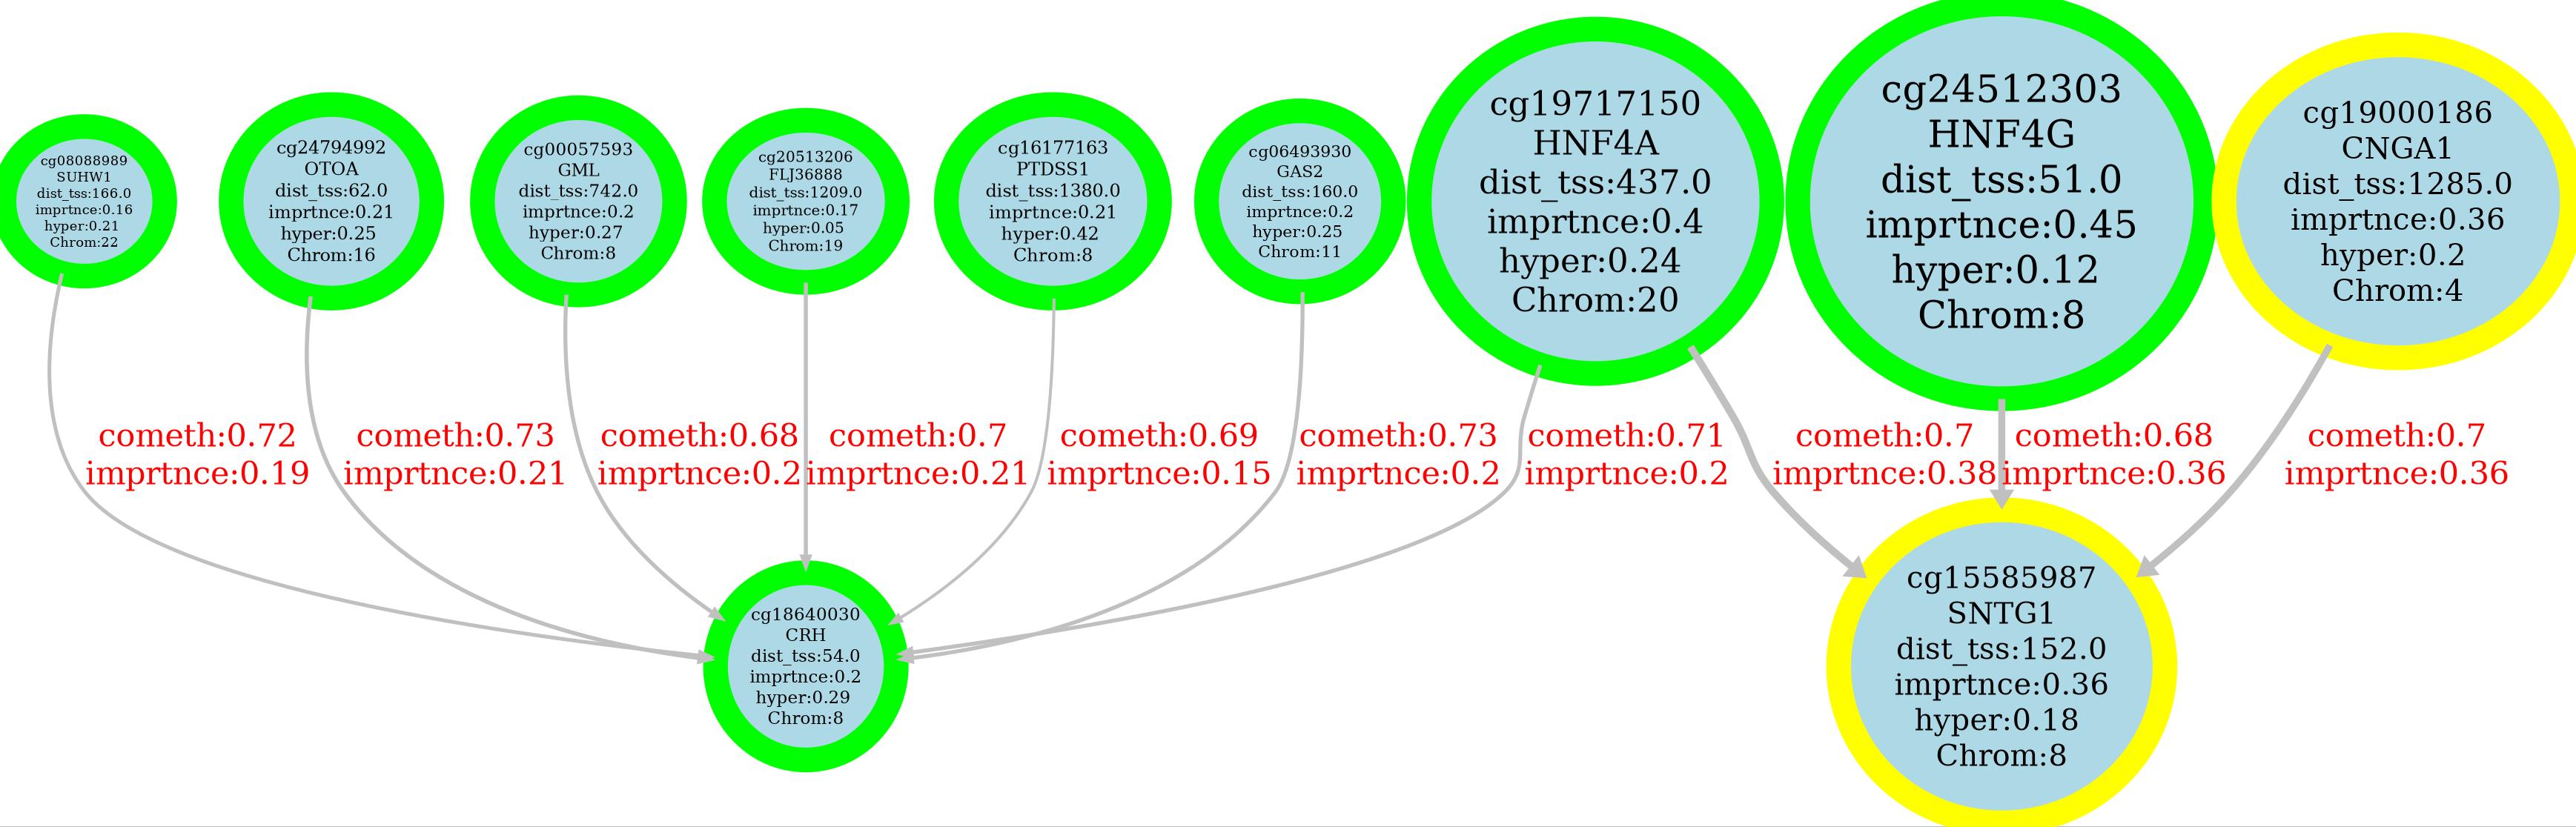 cg08088989
SUHW1
dist_tss:166.0
imprtnce:0.16
hyper:0.21
Chrom:22
cg24794992
OTOA
dist_tss:62.0
imprtnce:0.21
hyper:0.25
Chrom:16
cg00057593
GML
dist_tss:742.0
imprtnce:0.2
hyper:0.27
Chrom:8
cg20513206
FLJ36888
dist_tss:1209.0
imprtnce:0.17
hyper:0.05
Chrom:19
cg16177163
PTDSS1
dist_tss:1380.0
imprtnce:0.21
hyper:0.42
Chrom:8
cg06493930
GAS2
dist_tss:160.0
imprtnce:0.2
hyper:0.25
Chrom:11
cg19717150
HNF4A
dist_tss:437.0
imprtnce:0.4
hyper:0.24
Chrom:20
cg24512303
HNF4G
dist_tss:51.0
imprtnce:0.45
hyper:0.12
Chrom:8
cg19000186
CNGA1
dist_tss:1285.0
imprtnce:0.36
hyper:0.2
Chrom:4
cometh:0.72
imprtnce:0.19
cometh:0.73
imprtnce:0.21
cometh:0.68
imprtnce:0.2
cometh:0.7
imprtnce:0.21
cometh:0.69
imprtnce:0.15
cometh:0.73
imprtnce:0.2
cometh:0.71
imprtnce:0.2
cometh:0.7
imprtnce:0.38
cometh:0.68
imprtnce:0.36
cometh:0.7
imprtnce:0.36
cg18640030
CRH
dist_tss:54.0
imprtnce:0.2
hyper:0.29
Chrom:8
cg15585987
SNTG1
dist_tss:152.0
imprtnce:0.36
hyper:0.18
Chrom:8